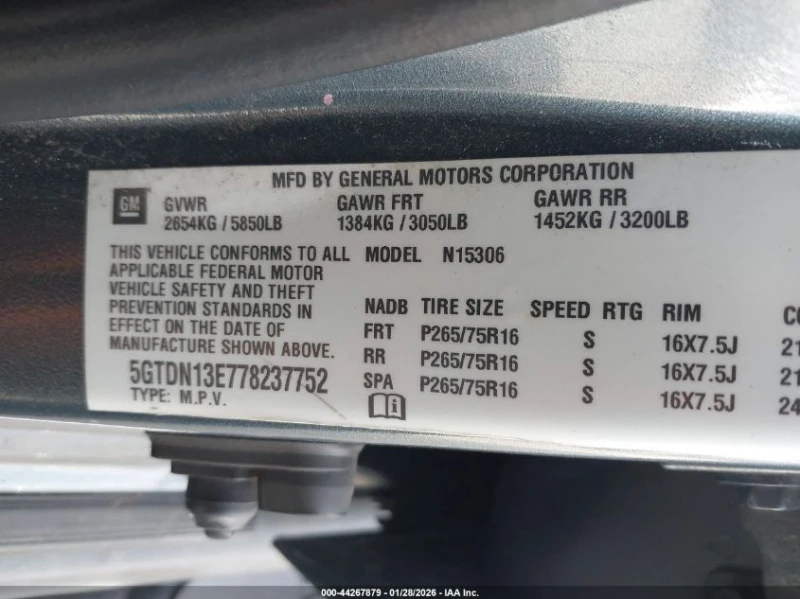 MFD BY GENERAL MOTORS CORPORATION
GM
GVWR GAWR FRT GAWR RR
2654KG / 5850LB 1384KG / 3050LB 1452KG / 3200LB
THIS VEHICLE CONFORMS TO ALL
APPLICABLE FEDERAL MOTOR
VEHICLE SAFETY AND THEFT
PREVENTION STANDARDS IN
EFFECT ON THE DATE OF
MANUFACTURE SHOWN ABOVE.
5GTDN13E778237752
TYPE: M.P.V.
MODEL N15306
NADB TIRE SIZE SPEED RTG RIM
FRT P265/75R16 S 16X7.5J
RR P265/75R16 S 16X7.5J
SPA P265/75R16 S 16X7.5J
000-44267879 - 01/28/2026 - IAA Inc.